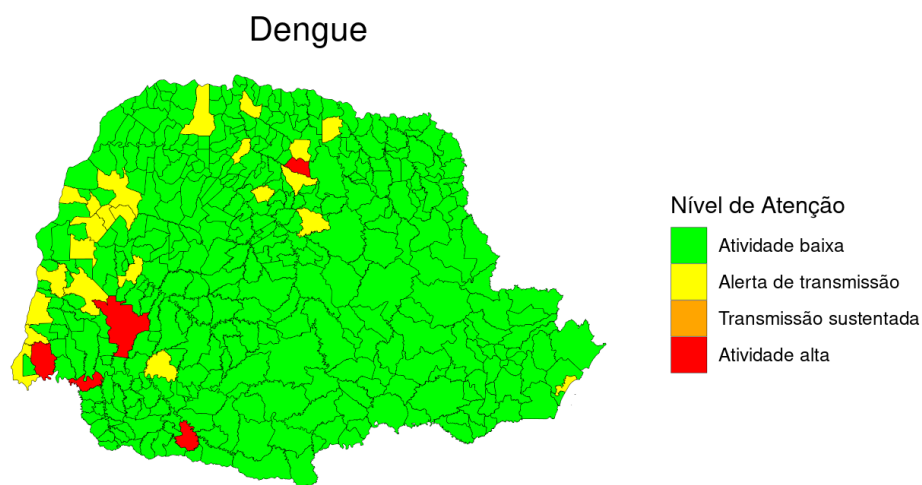 Dengue
Nível de Atenção
Atividade baixa
Alerta de transmissão
Transmissão sustentada
Atividade alta